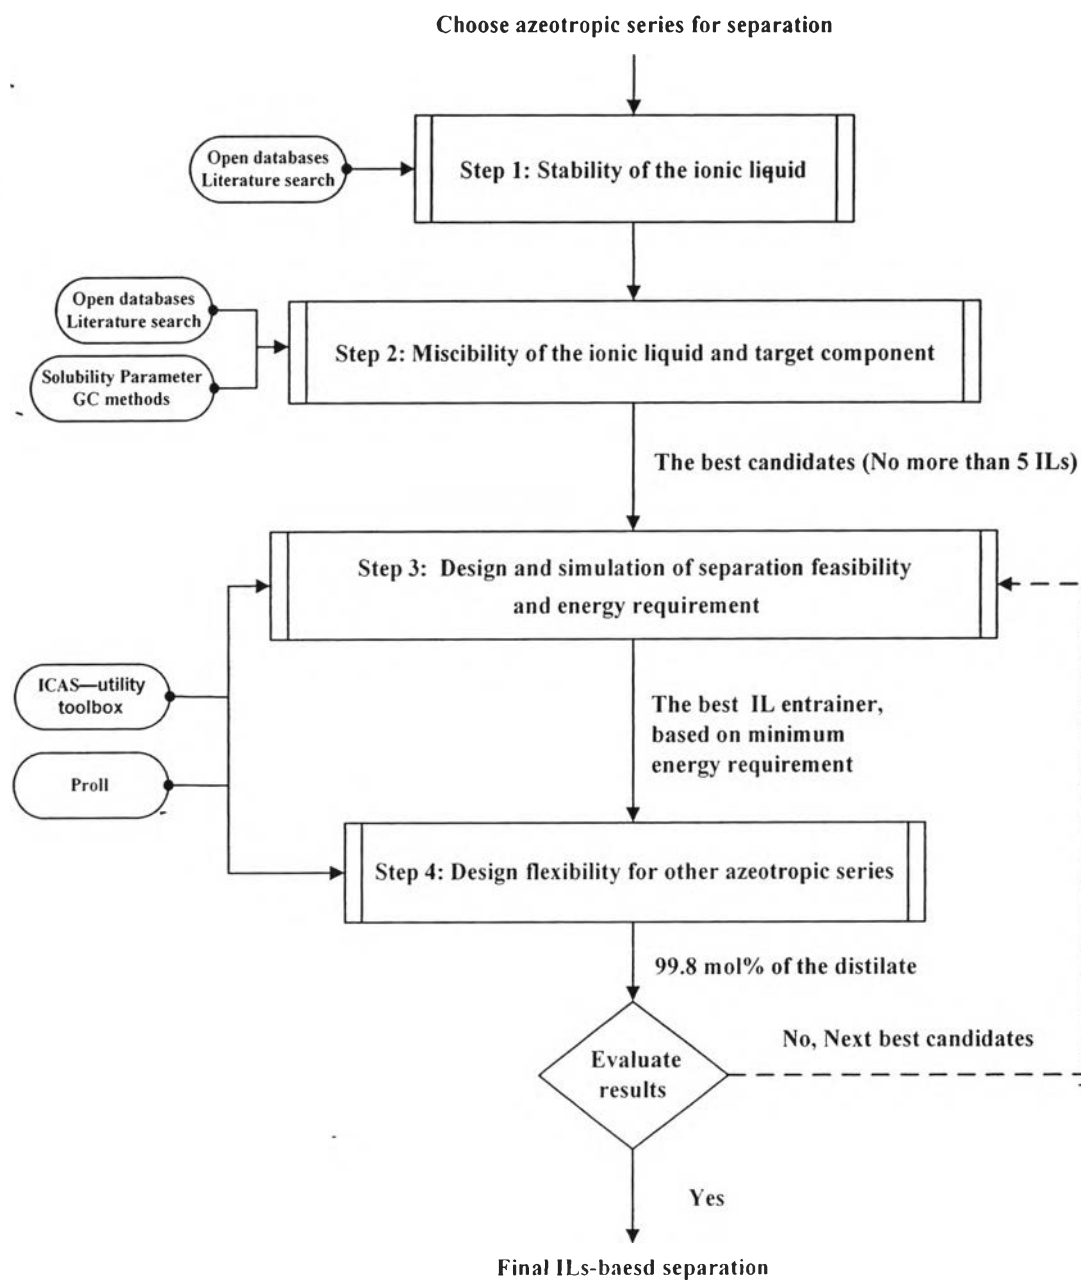 Choose azeotropic series for separation
Open databases
Literature search
Step 1: Stability of the ionic liquid
Open databases
Literature search
Solubility Parameter
GC methods
Step 2: Miscibility of the ionic liquid and target component
The best candidates (No more than 5 ILs)
Step 3: Design and simulation of separation feasibility
and energy requirement
ICAS—utility
toolbox
ProII
The best IL entrainer,
based on minimum
energy requirement
Step 4: Design flexibility for other azeotropic series
99.8 mol% of the distilate
Evaluate
results
No, Next best candidates
Yes
Final ILs-baesd separation